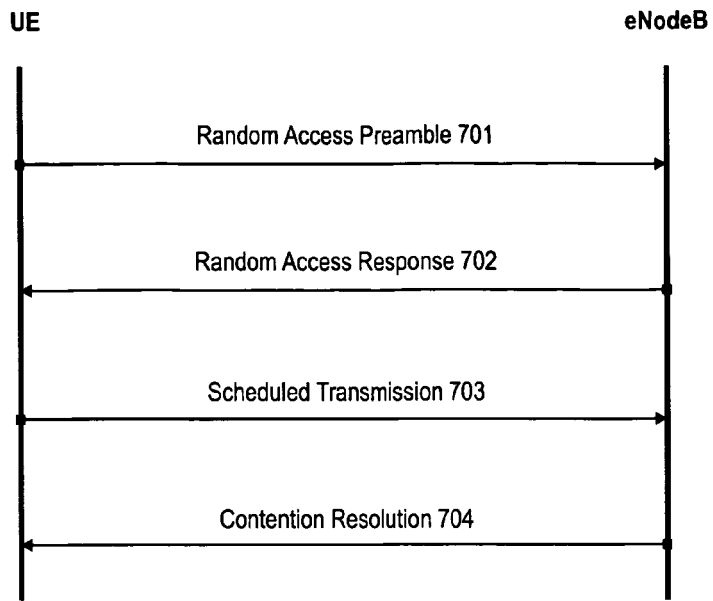 UE
eNodeB
Random Access Preamble 701
Random Access Response 702
Scheduled Transmission 703
Contention Resolution 704